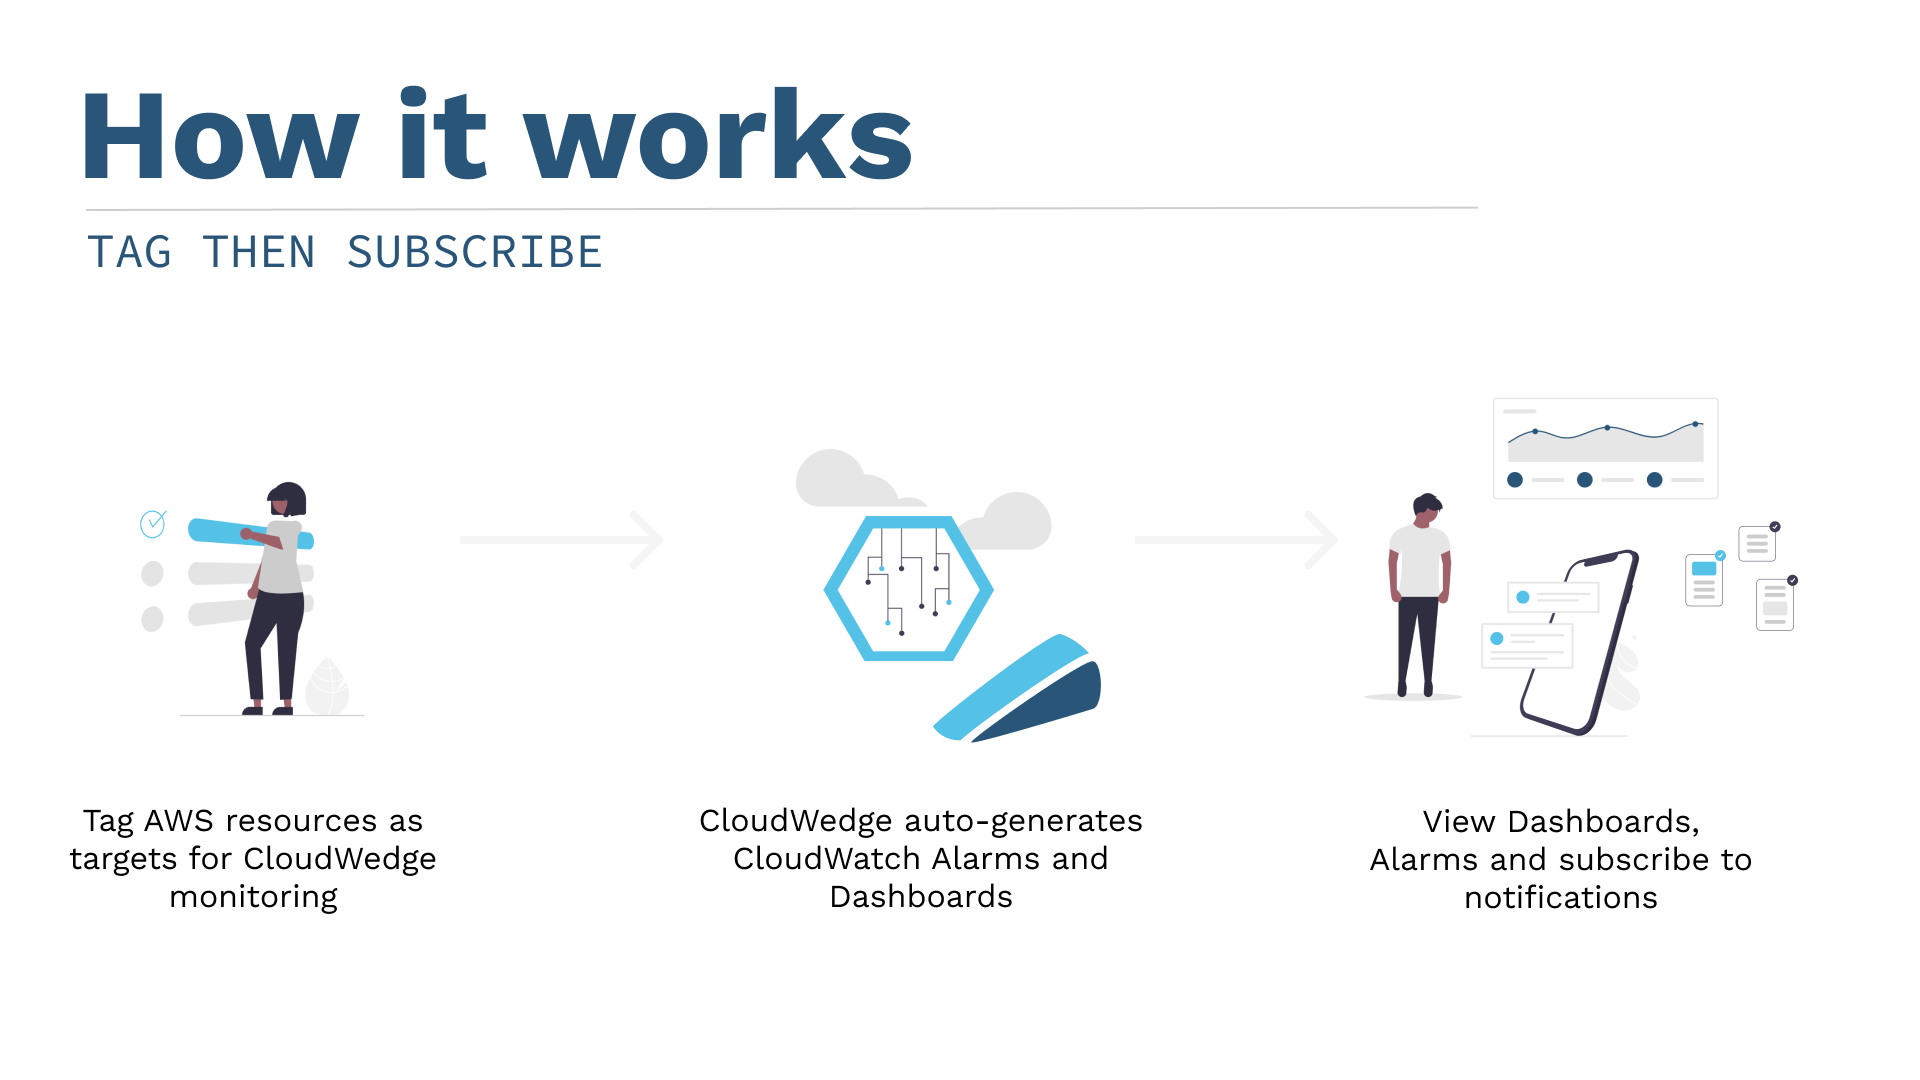 How it works
TAG THEN SUBSCRIBE
Tag AWS resources as
targets for CloudWedge
monitoring
CloudWedge auto-generates
CloudWatch Alarms and
Dashboards
View Dashboards,
Alarms and subscribe to
notifications